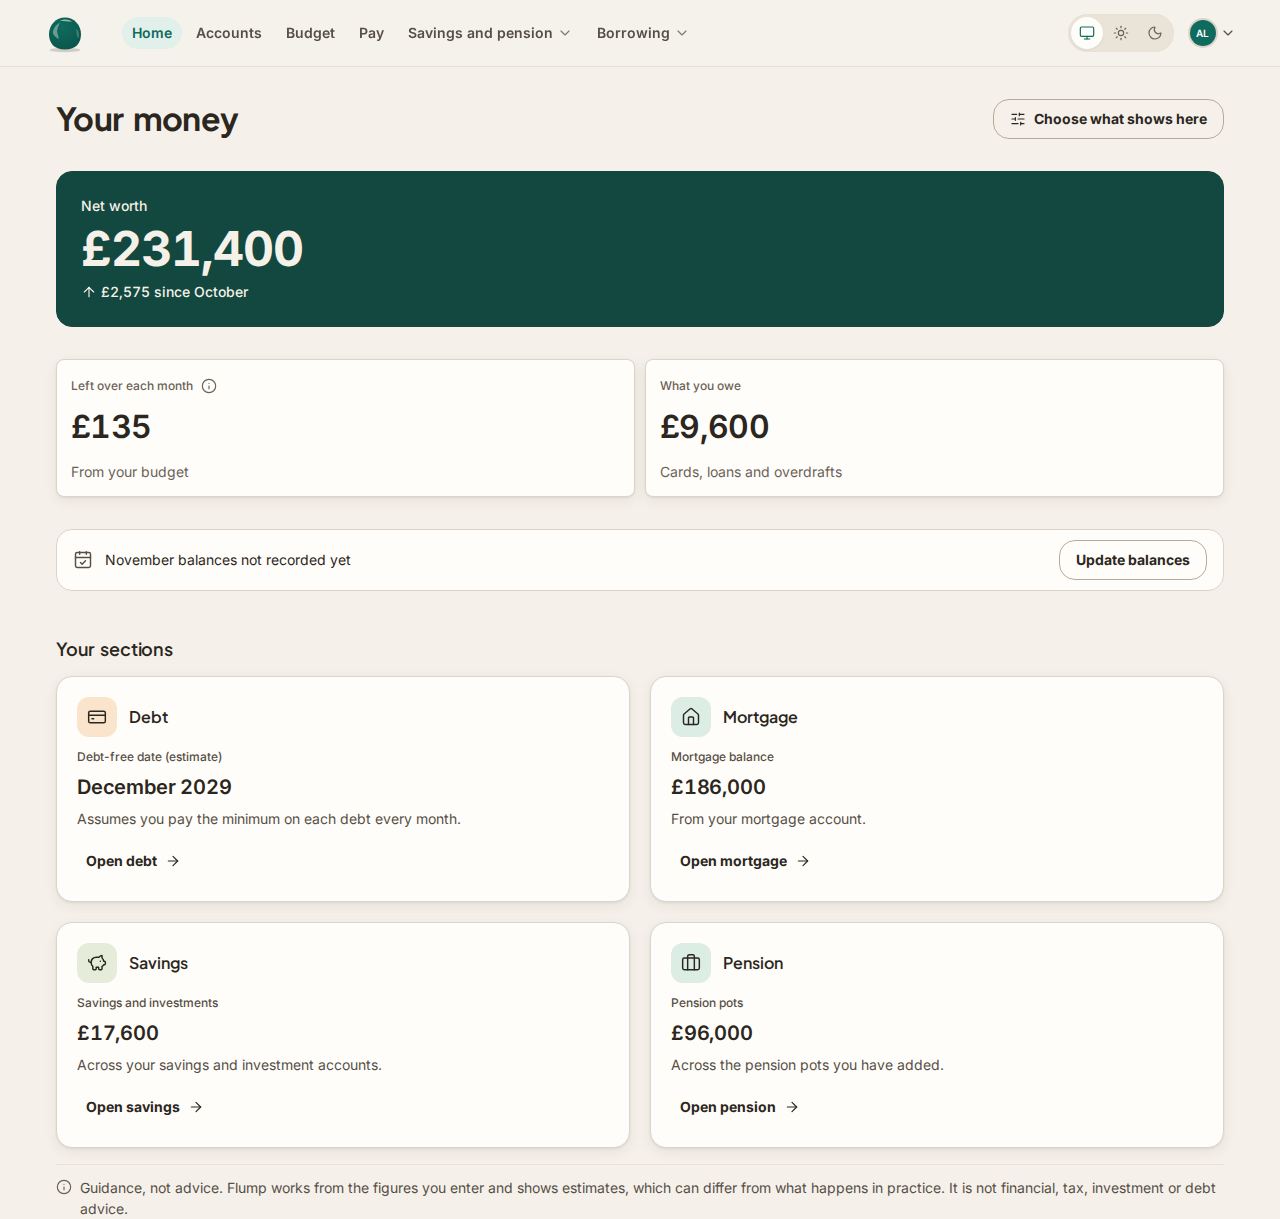 Home Accounts Budget Pay Savings and pension Borrowing AL
Your money
Choose what shows here
Net worth
£231,400
£2,575 since October
Left over each month
£135
From your budget
What you owe
£9,600
Cards, loans and overdrafts
November balances not recorded yet
Update balances
Your sections
Debt
Debt-free date (estimate)
December 2029
Assumes you pay the minimum on each debt every month.
Open debt
Mortgage
Mortgage balance
£186,000
From your mortgage account.
Open mortgage
Savings
Savings and investments
£17,600
Across your savings and investment accounts.
Open savings
Pension
Pension pots
£96,000
Across the pension pots you have added.
Open pension
Guidance, not advice. Flump works from the figures you enter and shows estimates, which can differ from what happens in practice. It is not financial, tax, investment or debt
advice.